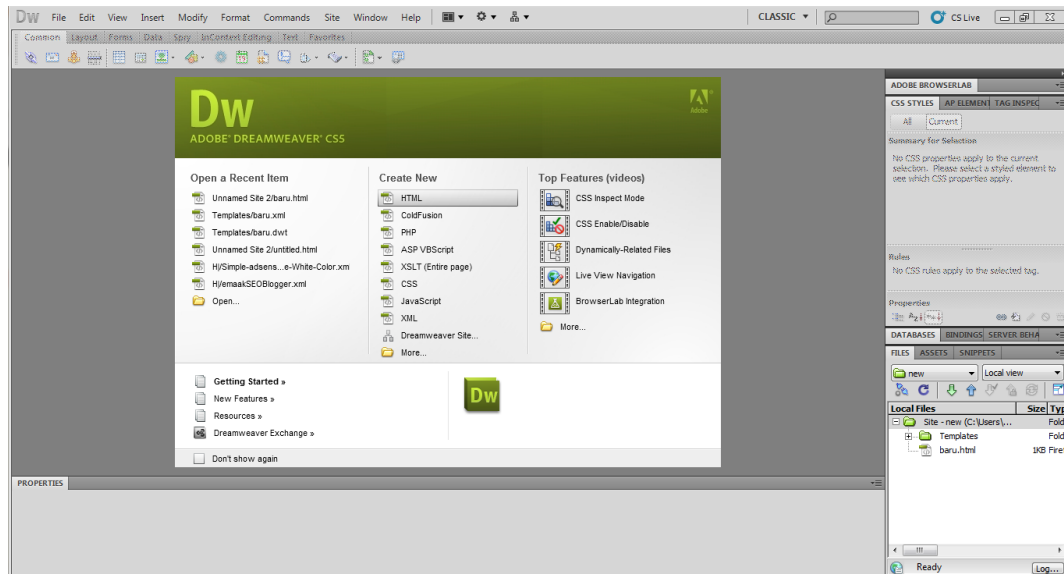 DW File Edit View Insert Modify Format Commands Site Window Help CLASSIC CS Live
Common Layout Forms Data Spry InContext Editing Text Favorites
Dw
ADOBE® DREAMWEAVER® CS5
Adobe
Open a Recent Item
Unnamed Site 2/baru.html
Templates/baru.xml
Templates/baru.dwt
Unnamed Site 2/untitled.html
H/Simple-adsens...e-White-Color.xm
H/emaakSEOBlogger.xml
Open...
Create New
HTML
ColdFusion
PHP
ASP VBScript
XSLT (Entire page)
CSS
JavaScript
XML
Dreamweaver Site...
More...
Top Features (videos)
CSS Inspect Mode
CSS Enable/Disable
Dynamically-Related Files
Live View Navigation
BrowserLab Integration
More...
Getting Started »
New Features »
Resources »
Dreamweaver Exchange »
Dw
Don't show again
PROPERTIES
ADOBE BROWSERLAB
CSS STYLES AP ELEMENT TAG INSPEC
All Current
Summary for Selection
No CSS properties apply to the current
selection. Please select a styled element to
see which CSS properties apply.
Rules
No CSS rules apply to the selected tag.
Properties
DATABASES BINDINGS SERVER BEHA
FILES ASSETS SNIPPETS
new Local view
Local Files Size Typ
Site - new (C:\Users\... Fold
Templates Fold
baru.html 1KB Fire
Ready Log...